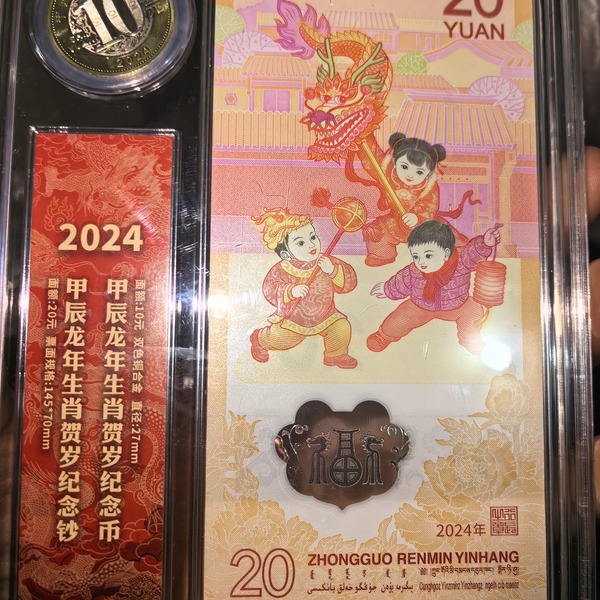 10
2024
2024
甲辰龙年生肖贺岁纪念币
面额:10元 双色铜合金 直径:27mm
甲辰龙年生肖贺岁纪念钞
面额:20元 票面规格:145*70mm
20
YUAN
2024年
20
ZHONGGUO RENMIN YINHANG